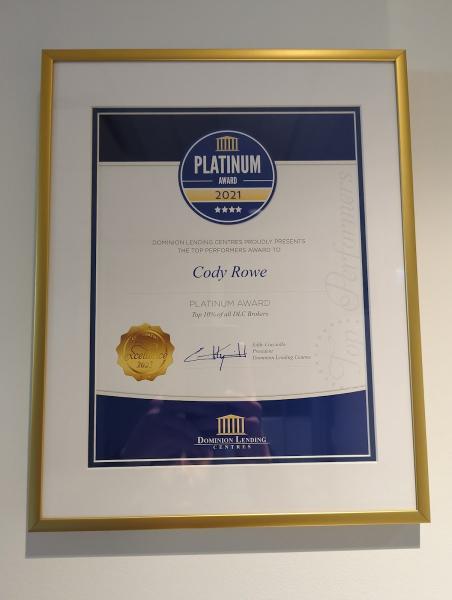 PLATINUM
AWARD
2021
DOMINION LENDING CENTRES PROUDLY PRESENTS
THE TOP PERFORMERS AWARD TO
Cody Rowe
PLATINUM AWARD
Top 10% of all DLC Brokers
Top Performers
Excellence
President
Dominion Lending Centres
DOMINION LENDING
CENTRES